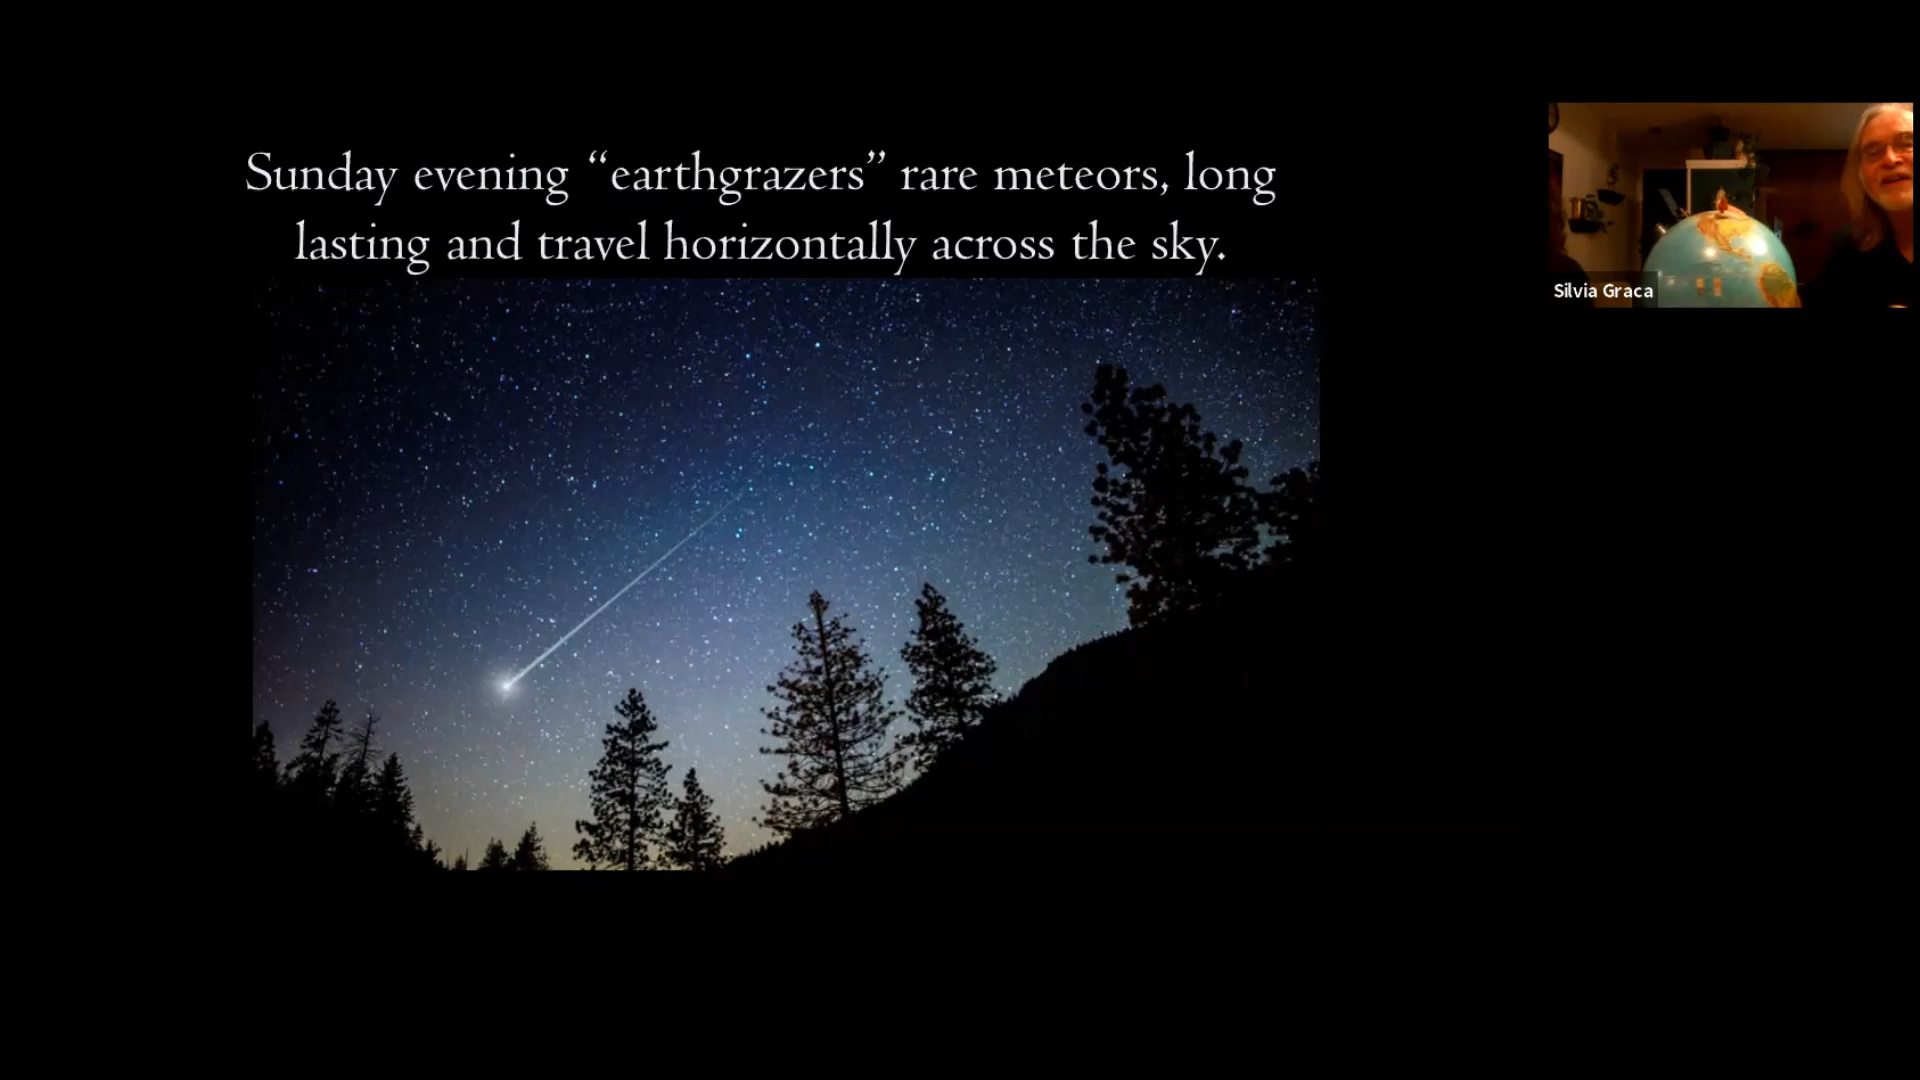 Sunday evening “earthgrazers” rare meteors, long
lasting and travel horizontally across the sky.
Silvia Graca